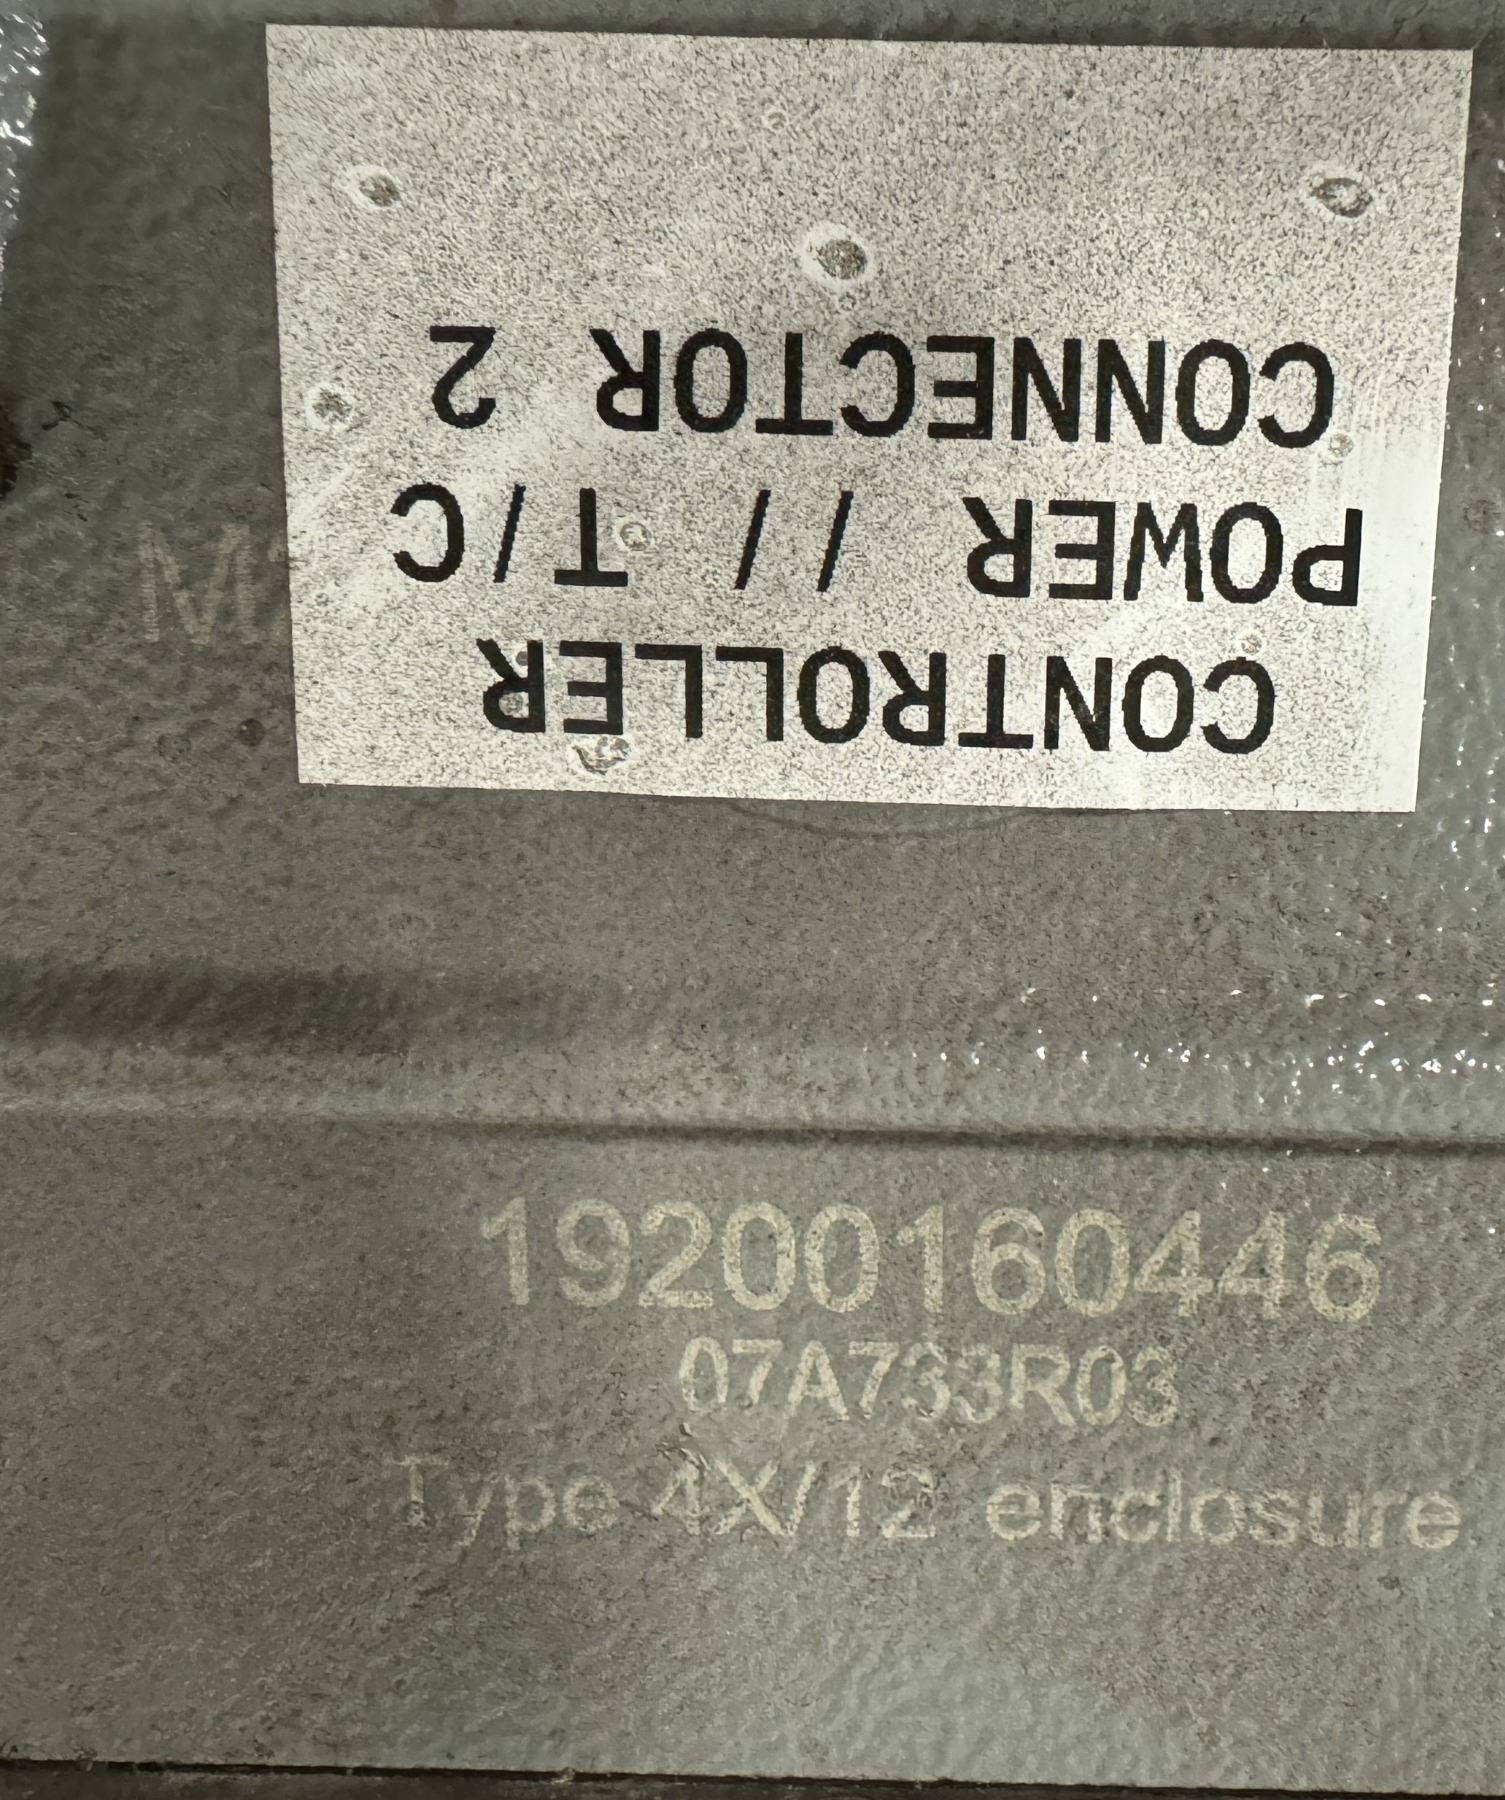 CONTROLLER
POWER // T/C
CONNECTOR 2
19200160446
07A733R03
Type 4X/12 enclosure